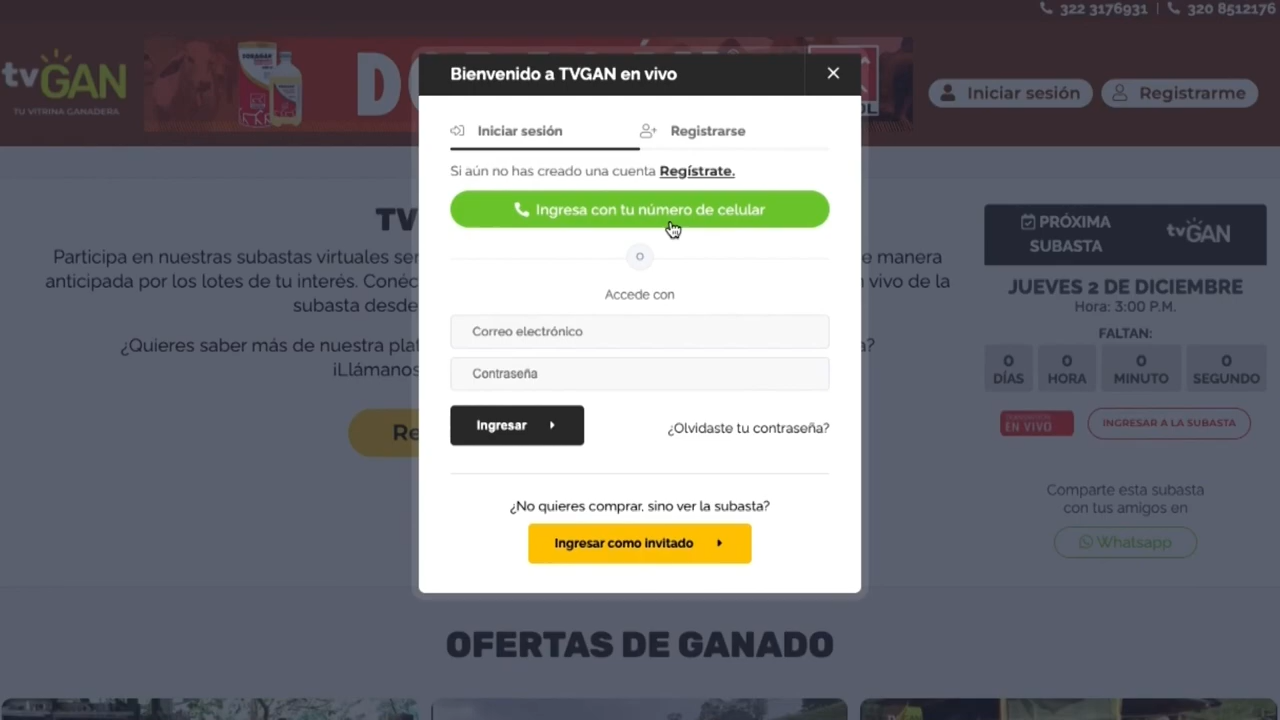 322 3176931 | 320 8512176
tvGAN
TU VITRINA GANADERA
Iniciar sesión
Registrarme
Bienvenido a TVGAN en vivo
Iniciar sesión
Registrarse
Si aún no has creado una cuenta Regístrate.
Ingresa con tu número de celular
o
Accede con
Correo electrónico
Contraseña
Ingresar
¿Olvidaste tu contraseña?
¿No quieres comprar, sino ver la subasta?
Ingresar como invitado
TV
Participa en nuestras subastas virtuales
de manera
anticipada por los lotes de tu interés.
vivo de la
subasta desde
¿Quieres saber más de nuestra
¡Llámanos
Re
PRÓXIMA
SUBASTA
tvGAN
JUEVES 2 DE DICIEMBRE
Hora: 3:00 P.M.
FALTAN:
0 0 0 0
DÍAS HORA MINUTO SEGUNDO
EN VIVO
INGRESAR A LA SUBASTA
Comparte esta subasta
con tus amigos en
Whatsapp
OFERTAS DE GANADO